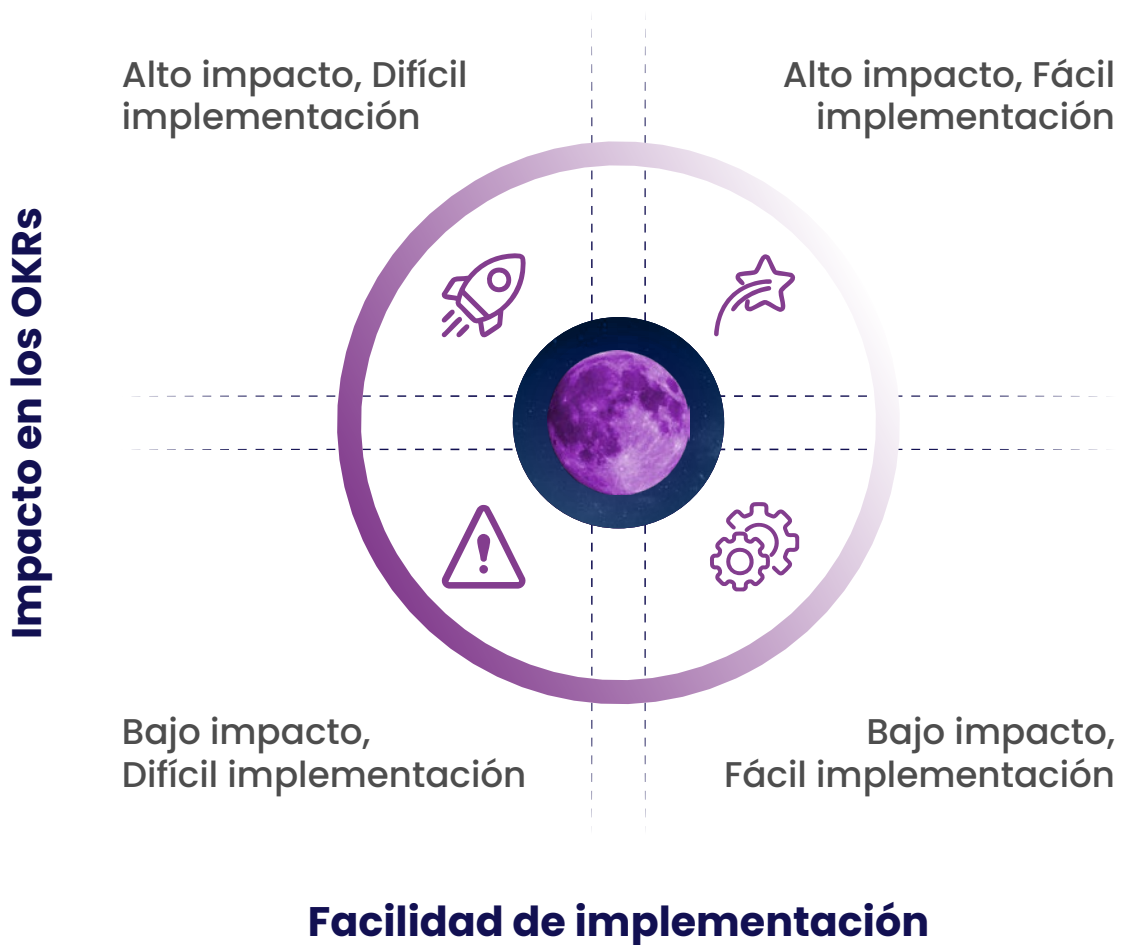 Alto impacto, Difícil
implementación
Alto impacto, Fácil
implementación
Impacto en los OKRs
Bajo impacto,
Difícil implementación
Bajo impacto,
Fácil implementación
Facilidad de implementación